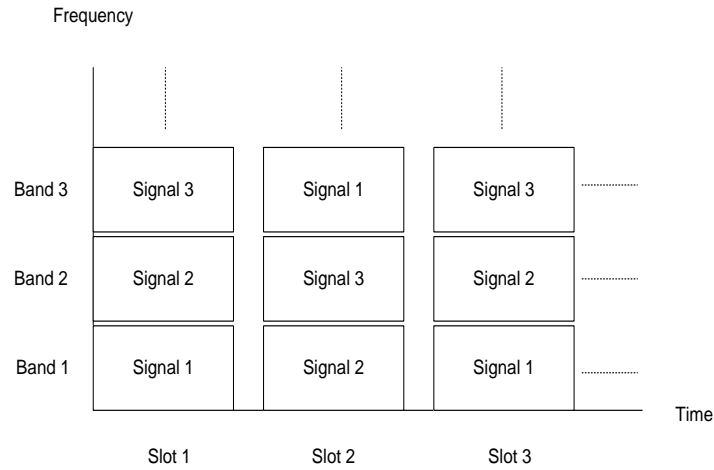 Frequency
Band 3 Signal 3 Signal 1 Signal 3
Band 2 Signal 2 Signal 3 Signal 2
Band 1 Signal 1 Signal 2 Signal 1
Time
Slot 1 Slot 2 Slot 3